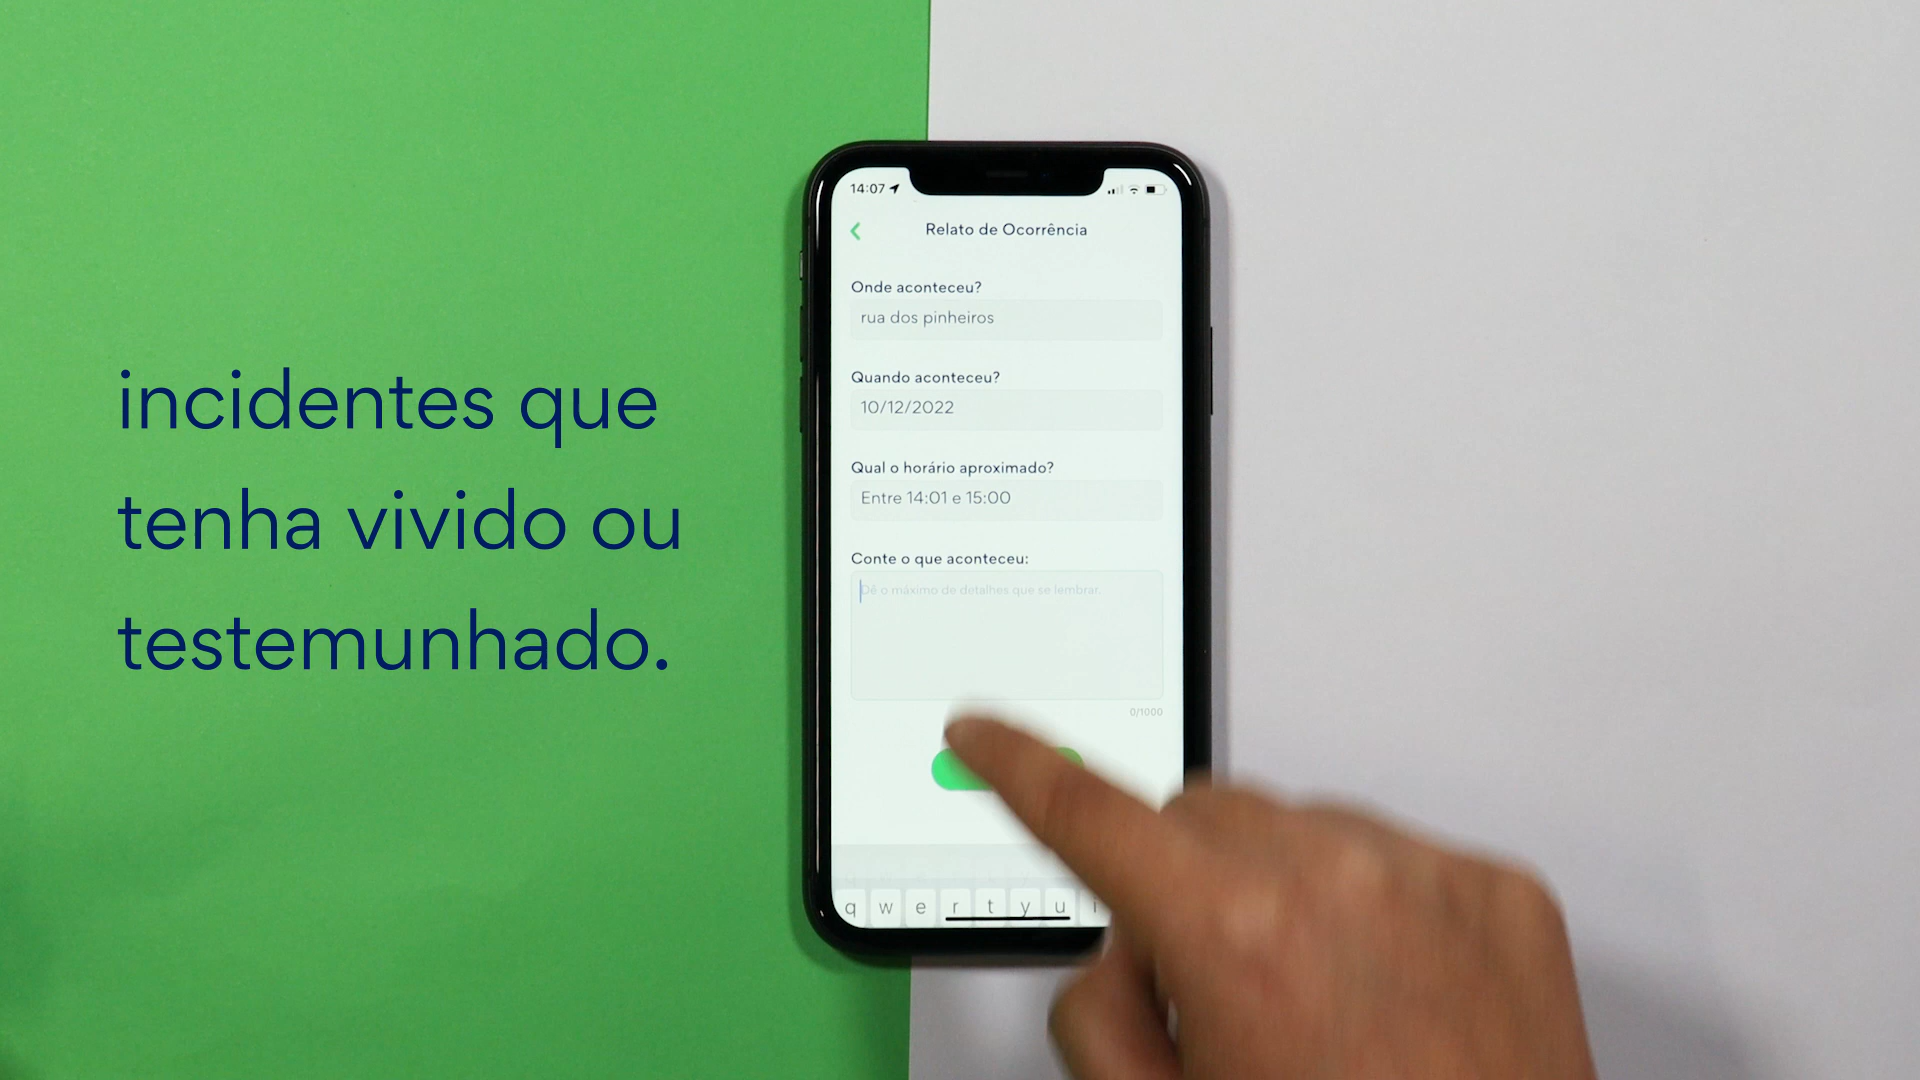 incidentes que
tenha vivido ou
testemunhado.
14:07
Relato de Ocorrência
Onde aconteceu?
rua dos pinheiros
Quando aconteceu?
10/12/2022
Qual o horário aproximado?
Entre 14:01 e 15:00
Conte o que aconteceu:
Dê o máximo de detalhes que se lembrar.
0/1000
q w e r t y u i